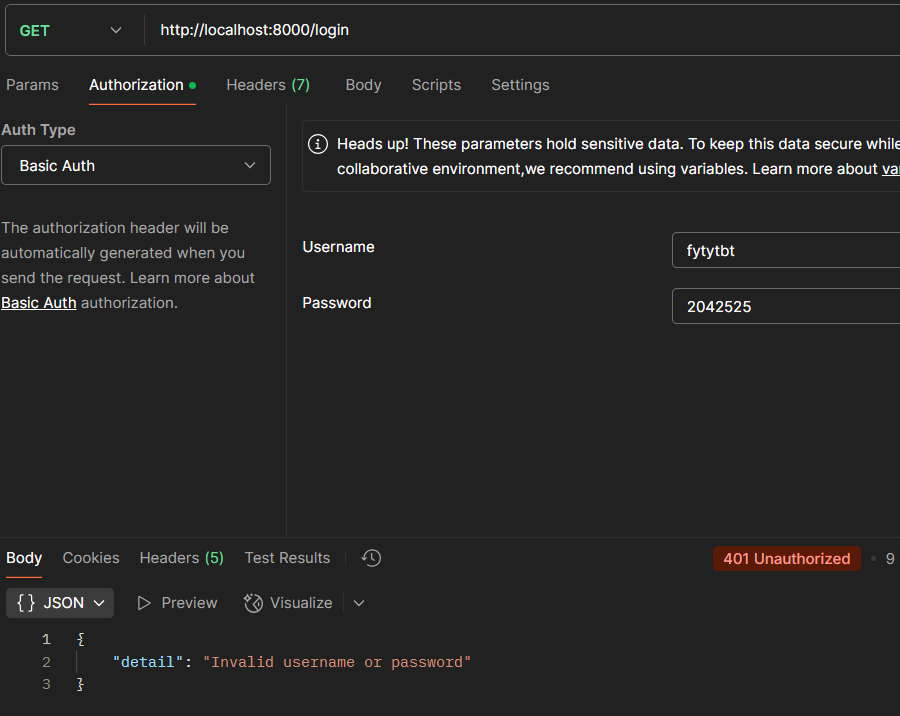 GET http://localhost:8000/login
Params Authorization Headers (7) Body Scripts Settings
Auth Type
Basic Auth
The authorization header will be
automatically generated when you
send the request. Learn more about
Basic Auth authorization.
Heads up! These parameters hold sensitive data. To keep this data secure while
collaborative environment,we recommend using variables. Learn more about va
Username fytytbt
Password 2042525
Body Cookies Headers (5) Test Results 401 Unauthorized • 9
{} JSON Preview Visualize
1 {
2 "detail": "Invalid username or password"
3 }